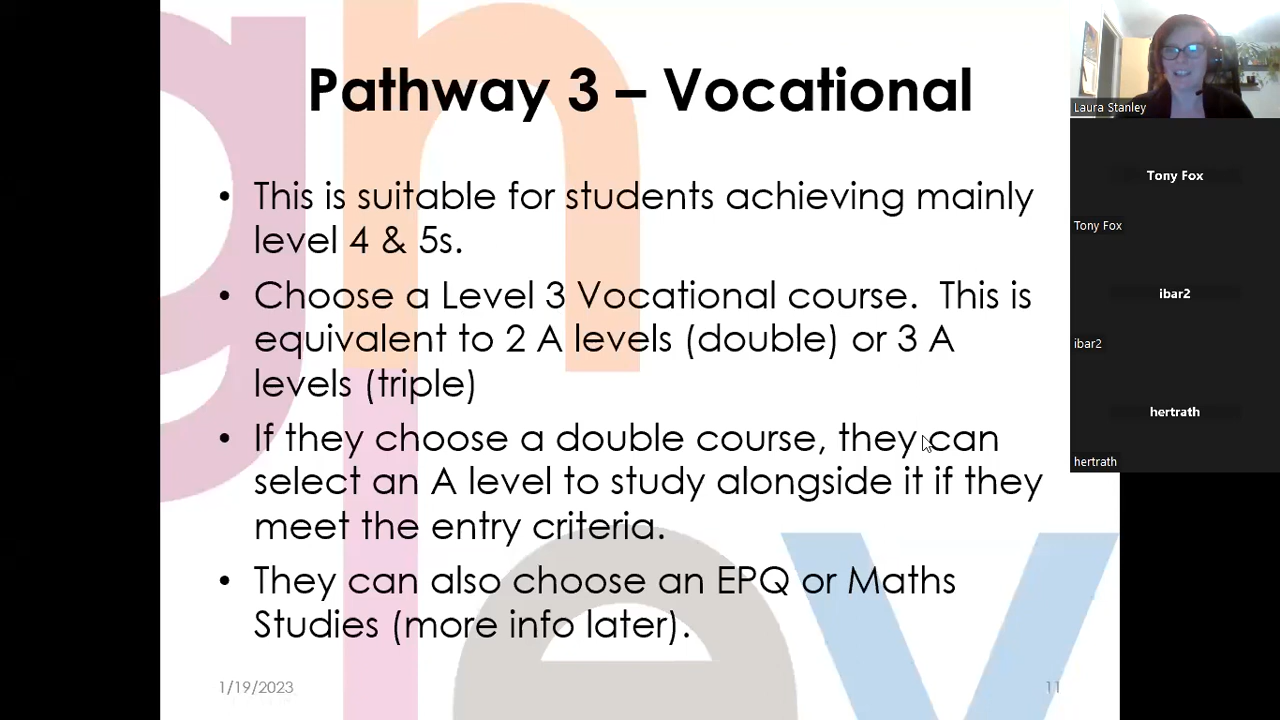 Pathway 3 – Vocational
• This is suitable for students achieving mainly
level 4 & 5s.
• Choose a Level 3 Vocational course.  This is
equivalent to 2 A levels (double) or 3 A
levels (triple)
• If they choose a double course, they can
select an A level to study alongside it if they
meet the entry criteria.
• They can also choose an EPQ or Maths
Studies (more info later).
1/19/2023
11
Laura Stanley
Tony Fox
Tony Fox
ibar2
ibar2
hertrath
hertrath
gn
ley